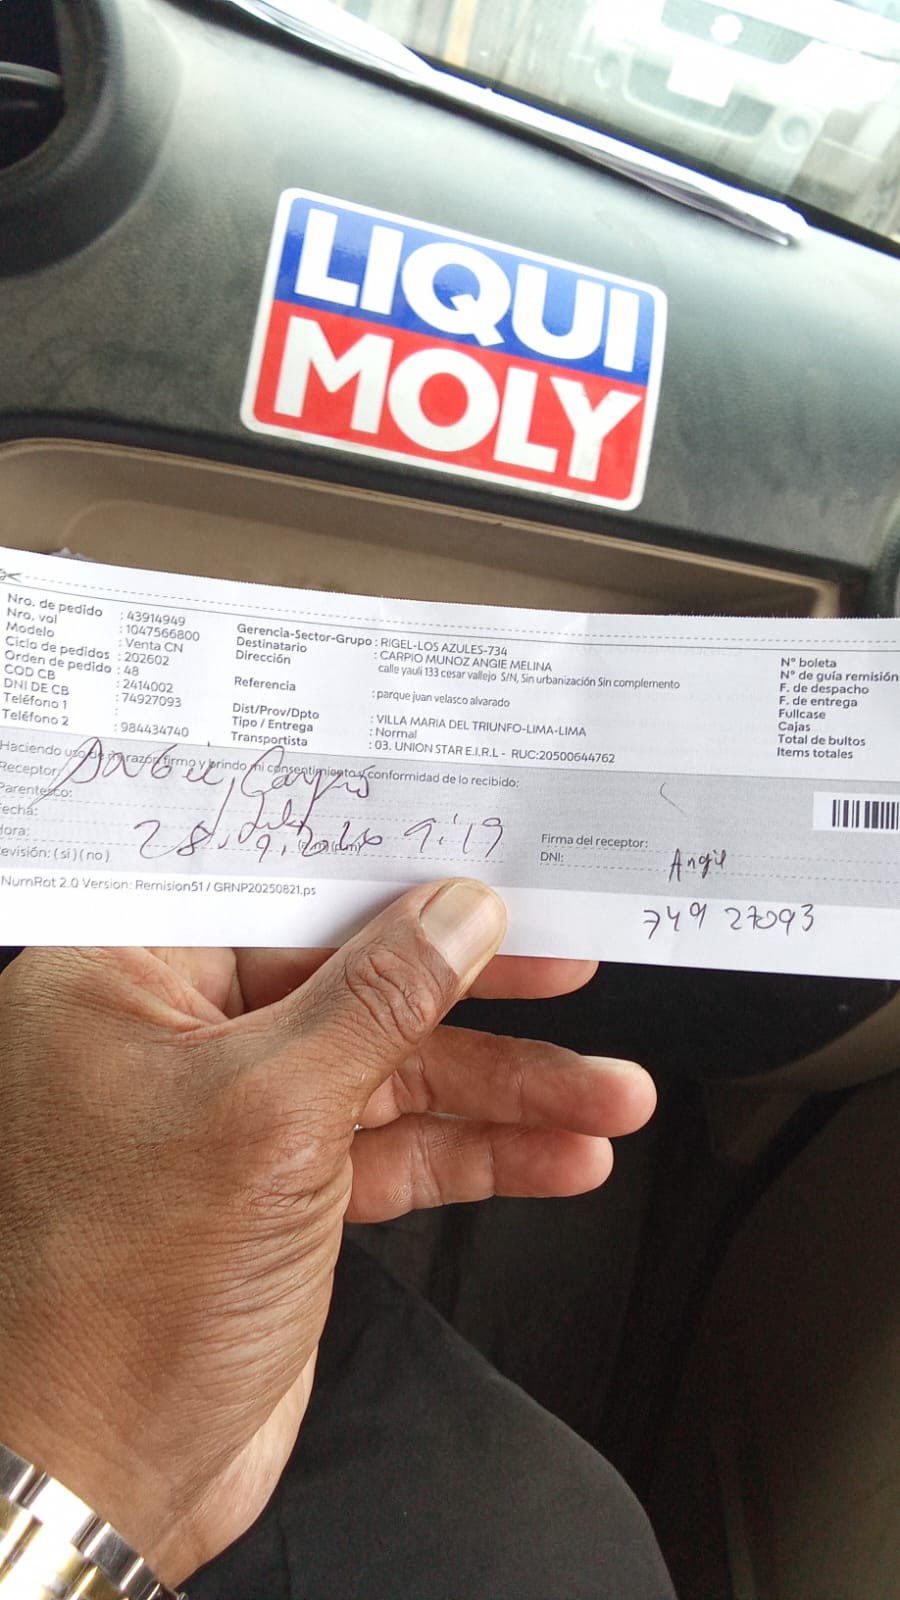 LIQUI
MOLY
Nro. de pedido : 43914949
Nro. vol : 1047566800
Modelo : Venta CN
Ciclo de pedidos : 202602
Orden de pedido : 48
COD CB : 2414002
DNI DE CB : 74927093
Teléfono 1 :
Teléfono 2 : 984434740
Gerencia-Sector-Grupo : RIGEL-LOS AZULES-734
Destinatario : CARPIO MUNOZ ANGIE MELINA
Dirección calle yauli 133 cesar vallejo S/N, Sin urbanización Sin complemento
Referencia : parque juan velasco alvarado
Dist/Prov/Dpto : VILLA MARIA DEL TRIUNFO-LIMA-LIMA
Tipo / Entrega : Normal
Transportista : 03. UNION STAR E.I.R.L - RUC:20500644762
N° boleta
N° de guía remisión
F. de despacho
F. de entrega
Fullcase
Cajas
Total de bultos
Items totales
Haciendo uso de mi razón firmo y brindo mi consentimiento y conformidad de lo recibido:
Receptor:
Parentesco:
Fecha:
Hora:
evisión: ( si ) ( no )
9:19
Firma del receptor:
DNI:
Angie
74927093
NumRot 2.0 Version: Remision51 / GRNP20250821.ps